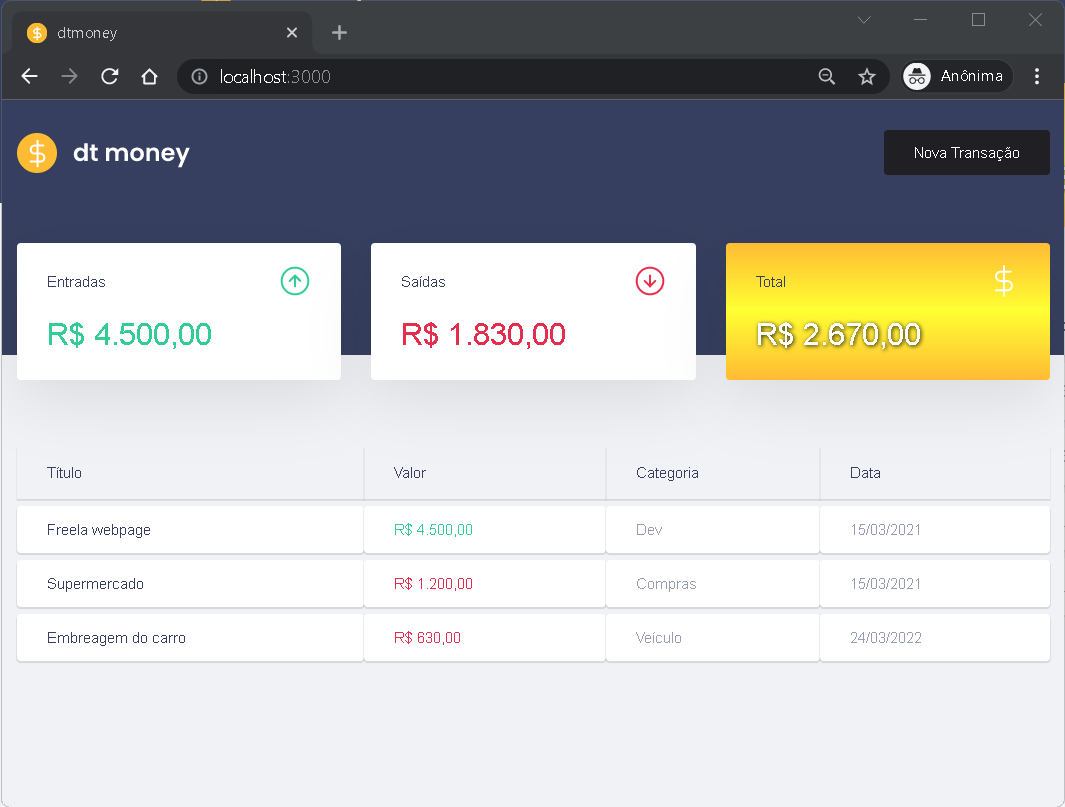 dtmoney
localhost:3000
Anônima
dt money
Nova Transação
Entradas
R$ 4.500,00
Saídas
R$ 1.830,00
Total
$
R$ 2.670,00
Título Valor Categoria Data
Freela webpage R$ 4.500,00 Dev 15/03/2021
Supermercado R$ 1.200,00 Compras 15/03/2021
Embreagem do carro R$ 630,00 Veículo 24/03/2022